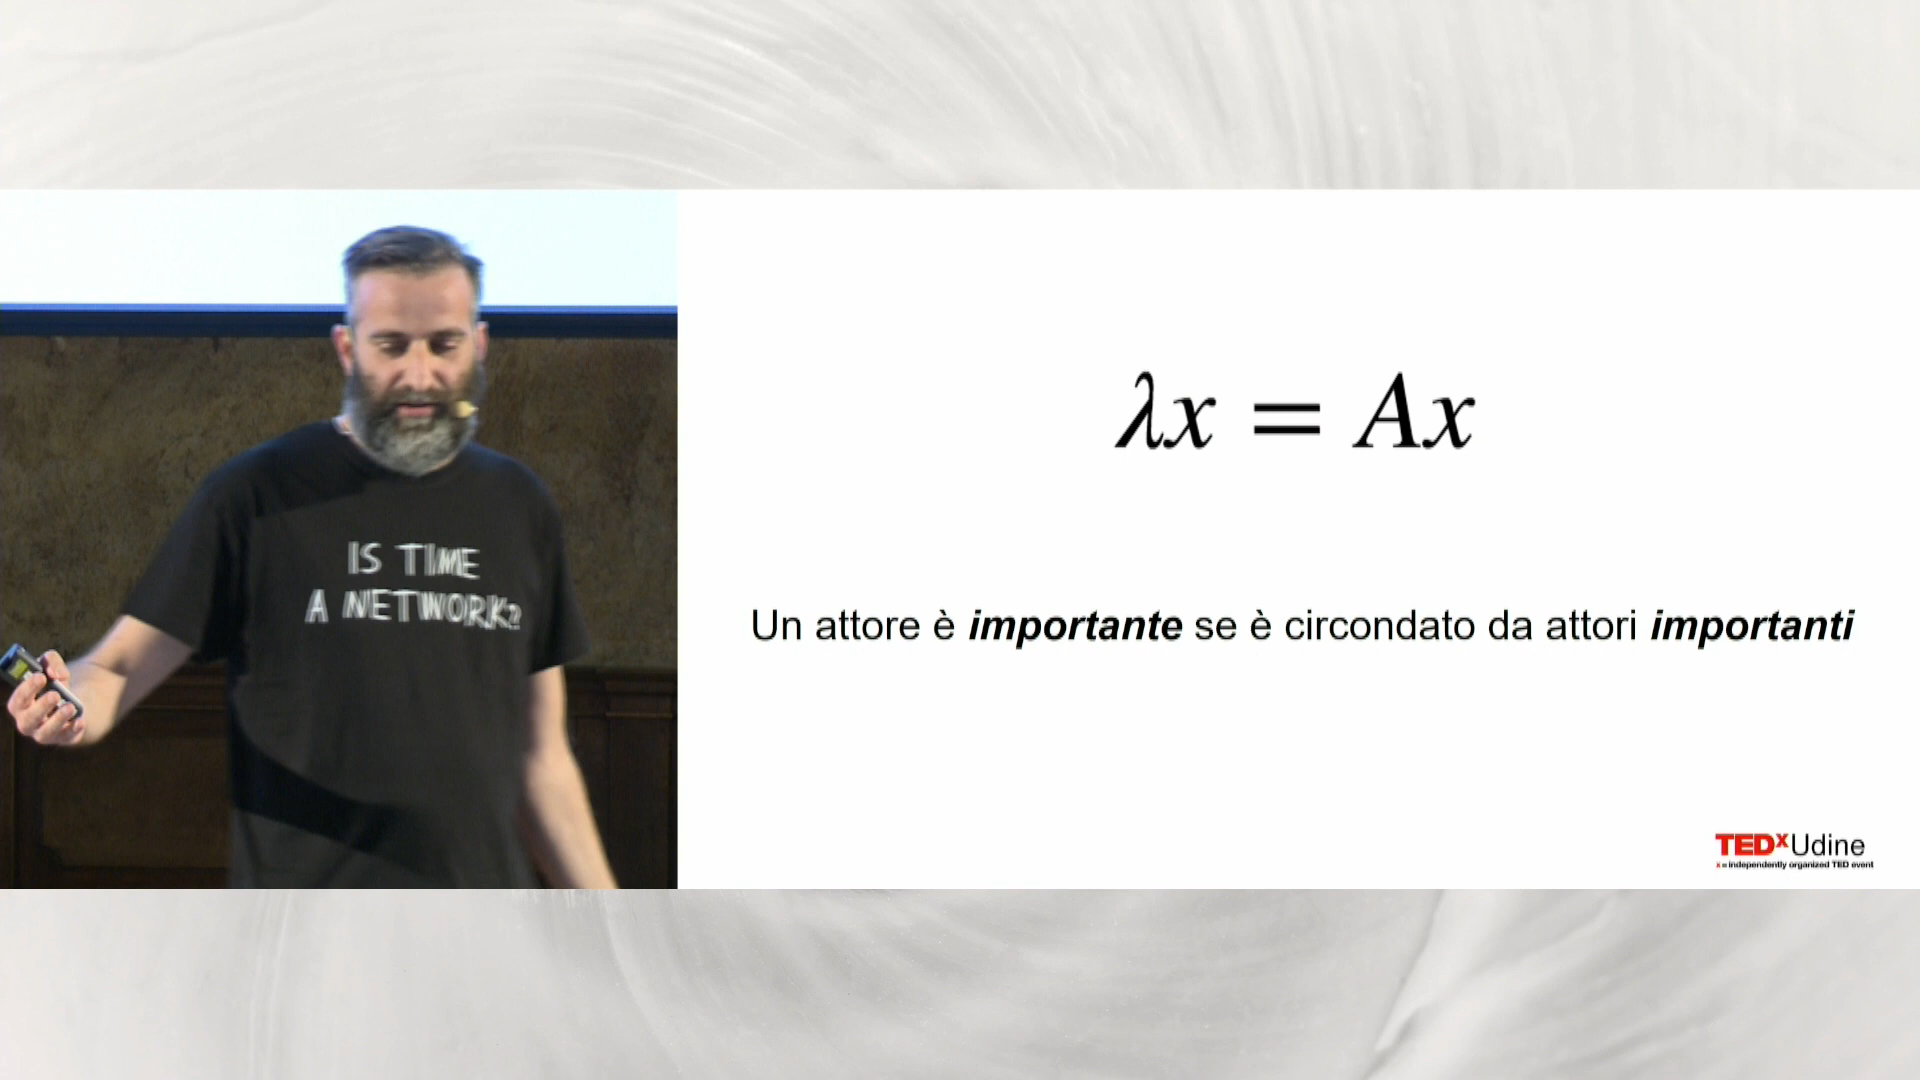 IS TIME
A NETWORK?
λx = Ax
Un attore è importante se è circondato da attori importanti
TEDxUdine
x = independently organized TED event